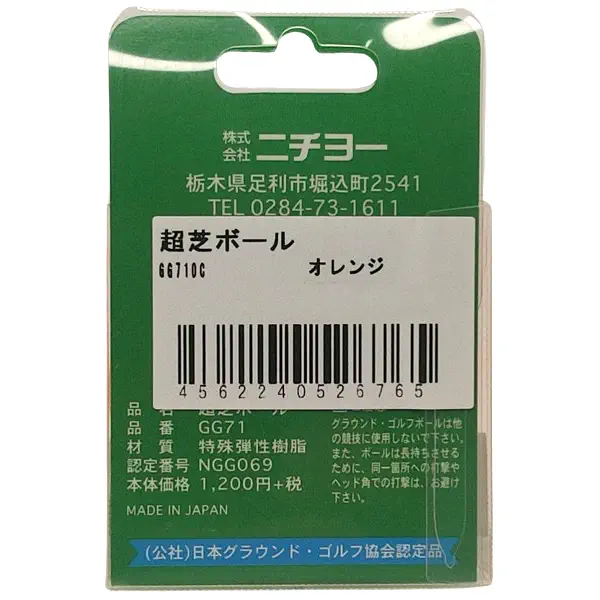 株式会社 ニチヨー
栃木県足利市堀込町2541
TEL 0284-73-1611
超芝ボール
GG710C オレンジ
4562240526765
品 名 超芝ボール
品 番 GG71
材 質 特殊弾性樹脂
認定番号 NGG069
本体価格 1,200円+税
MADE IN JAPAN
グラウンド・ゴルフボールは他
の競技に使用しないで下さい。
また、ボールは長持ちさせる
ために、同一箇所への打撃や
ヘッド角での打撃は、お避け
下さい。
(公社)日本グラウンド・ゴルフ協会認定品